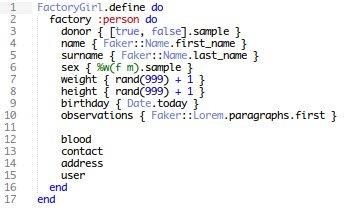 1 FactoryGirl.define do
2   factory :person do
3     donor { [true, false].sample }
4     name { Faker::Name.first_name }
5     surname { Faker::Name.last_name }
6     sex { %w(f m).sample }
7     weight { rand(999) + 1 }
8     height { rand(999) + 1 }
9     birthday { Date.today }
10     observations { Faker::Lorem.paragraphs.first }
11
12     blood
13     contact
14     address
15     user
16   end
17 end